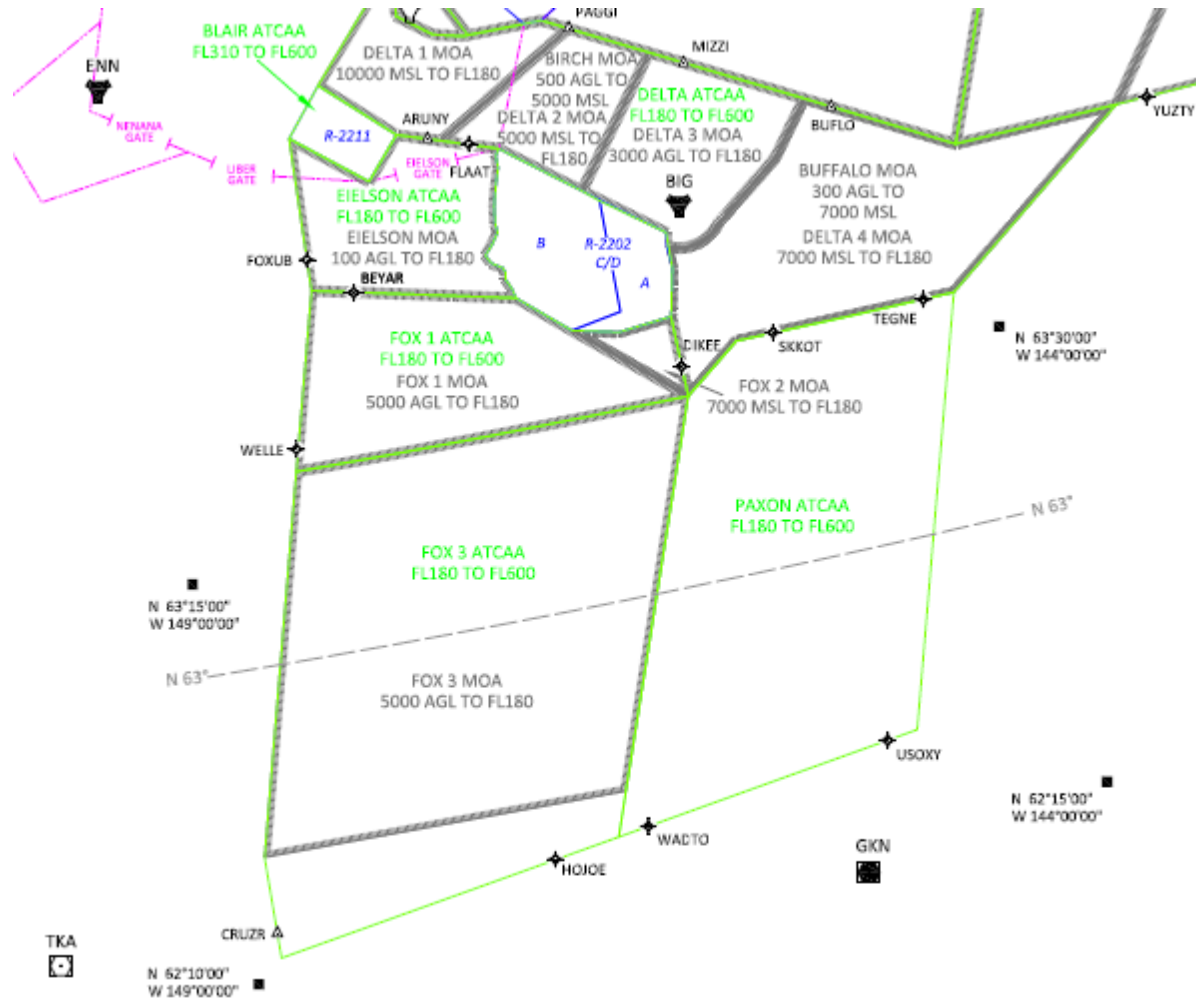 PAGGI
BLAIR ATCAA
FL310 TO FL600
DELTA 1 MOA
10000 MSL TO FL180
BIRCH MOA
500 AGL TO
5000 MSL
DELTA 2 MOA
5000 MSL TO
FL180
MIZZI
DELTA ATCAA
FL180 TO FL600
DELTA 3 MOA
3000 AGL TO FL180
ENN
NENANA
GATE
LIBER
GATE
EIELSON
GATE
R-2211
ARUNY
FLAAT
BUFLO
YUZTY
BIG
BUFFALO MOA
300 AGL TO
7000 MSL
DELTA 4 MOA
7000 MSL TO FL180
EIELSON ATCAA
FL180 TO FL600
EIELSON MOA
100 AGL TO FL180
B
R-2202
C/D
A
FOXUB
BEYAR
TEGNE
N 63°30'00"
W 144°00'00"
DIKEE
SKKOT
FOX 1 ATCAA
FL180 TO FL600
FOX 1 MOA
5000 AGL TO FL180
FOX 2 MOA
7000 MSL TO FL180
WELLE
PAXON ATCAA
FL180 TO FL600
N 63°
FOX 3 ATCAA
FL180 TO FL600
N 63°15'00"
W 149°00'00"
N 63°
FOX 3 MOA
5000 AGL TO FL180
USOXY
N 62°15'00"
W 144°00'00"
WADTO
GKN
HOJOE
CRUZR
TKA
N 62°10'00"
W 149°00'00"